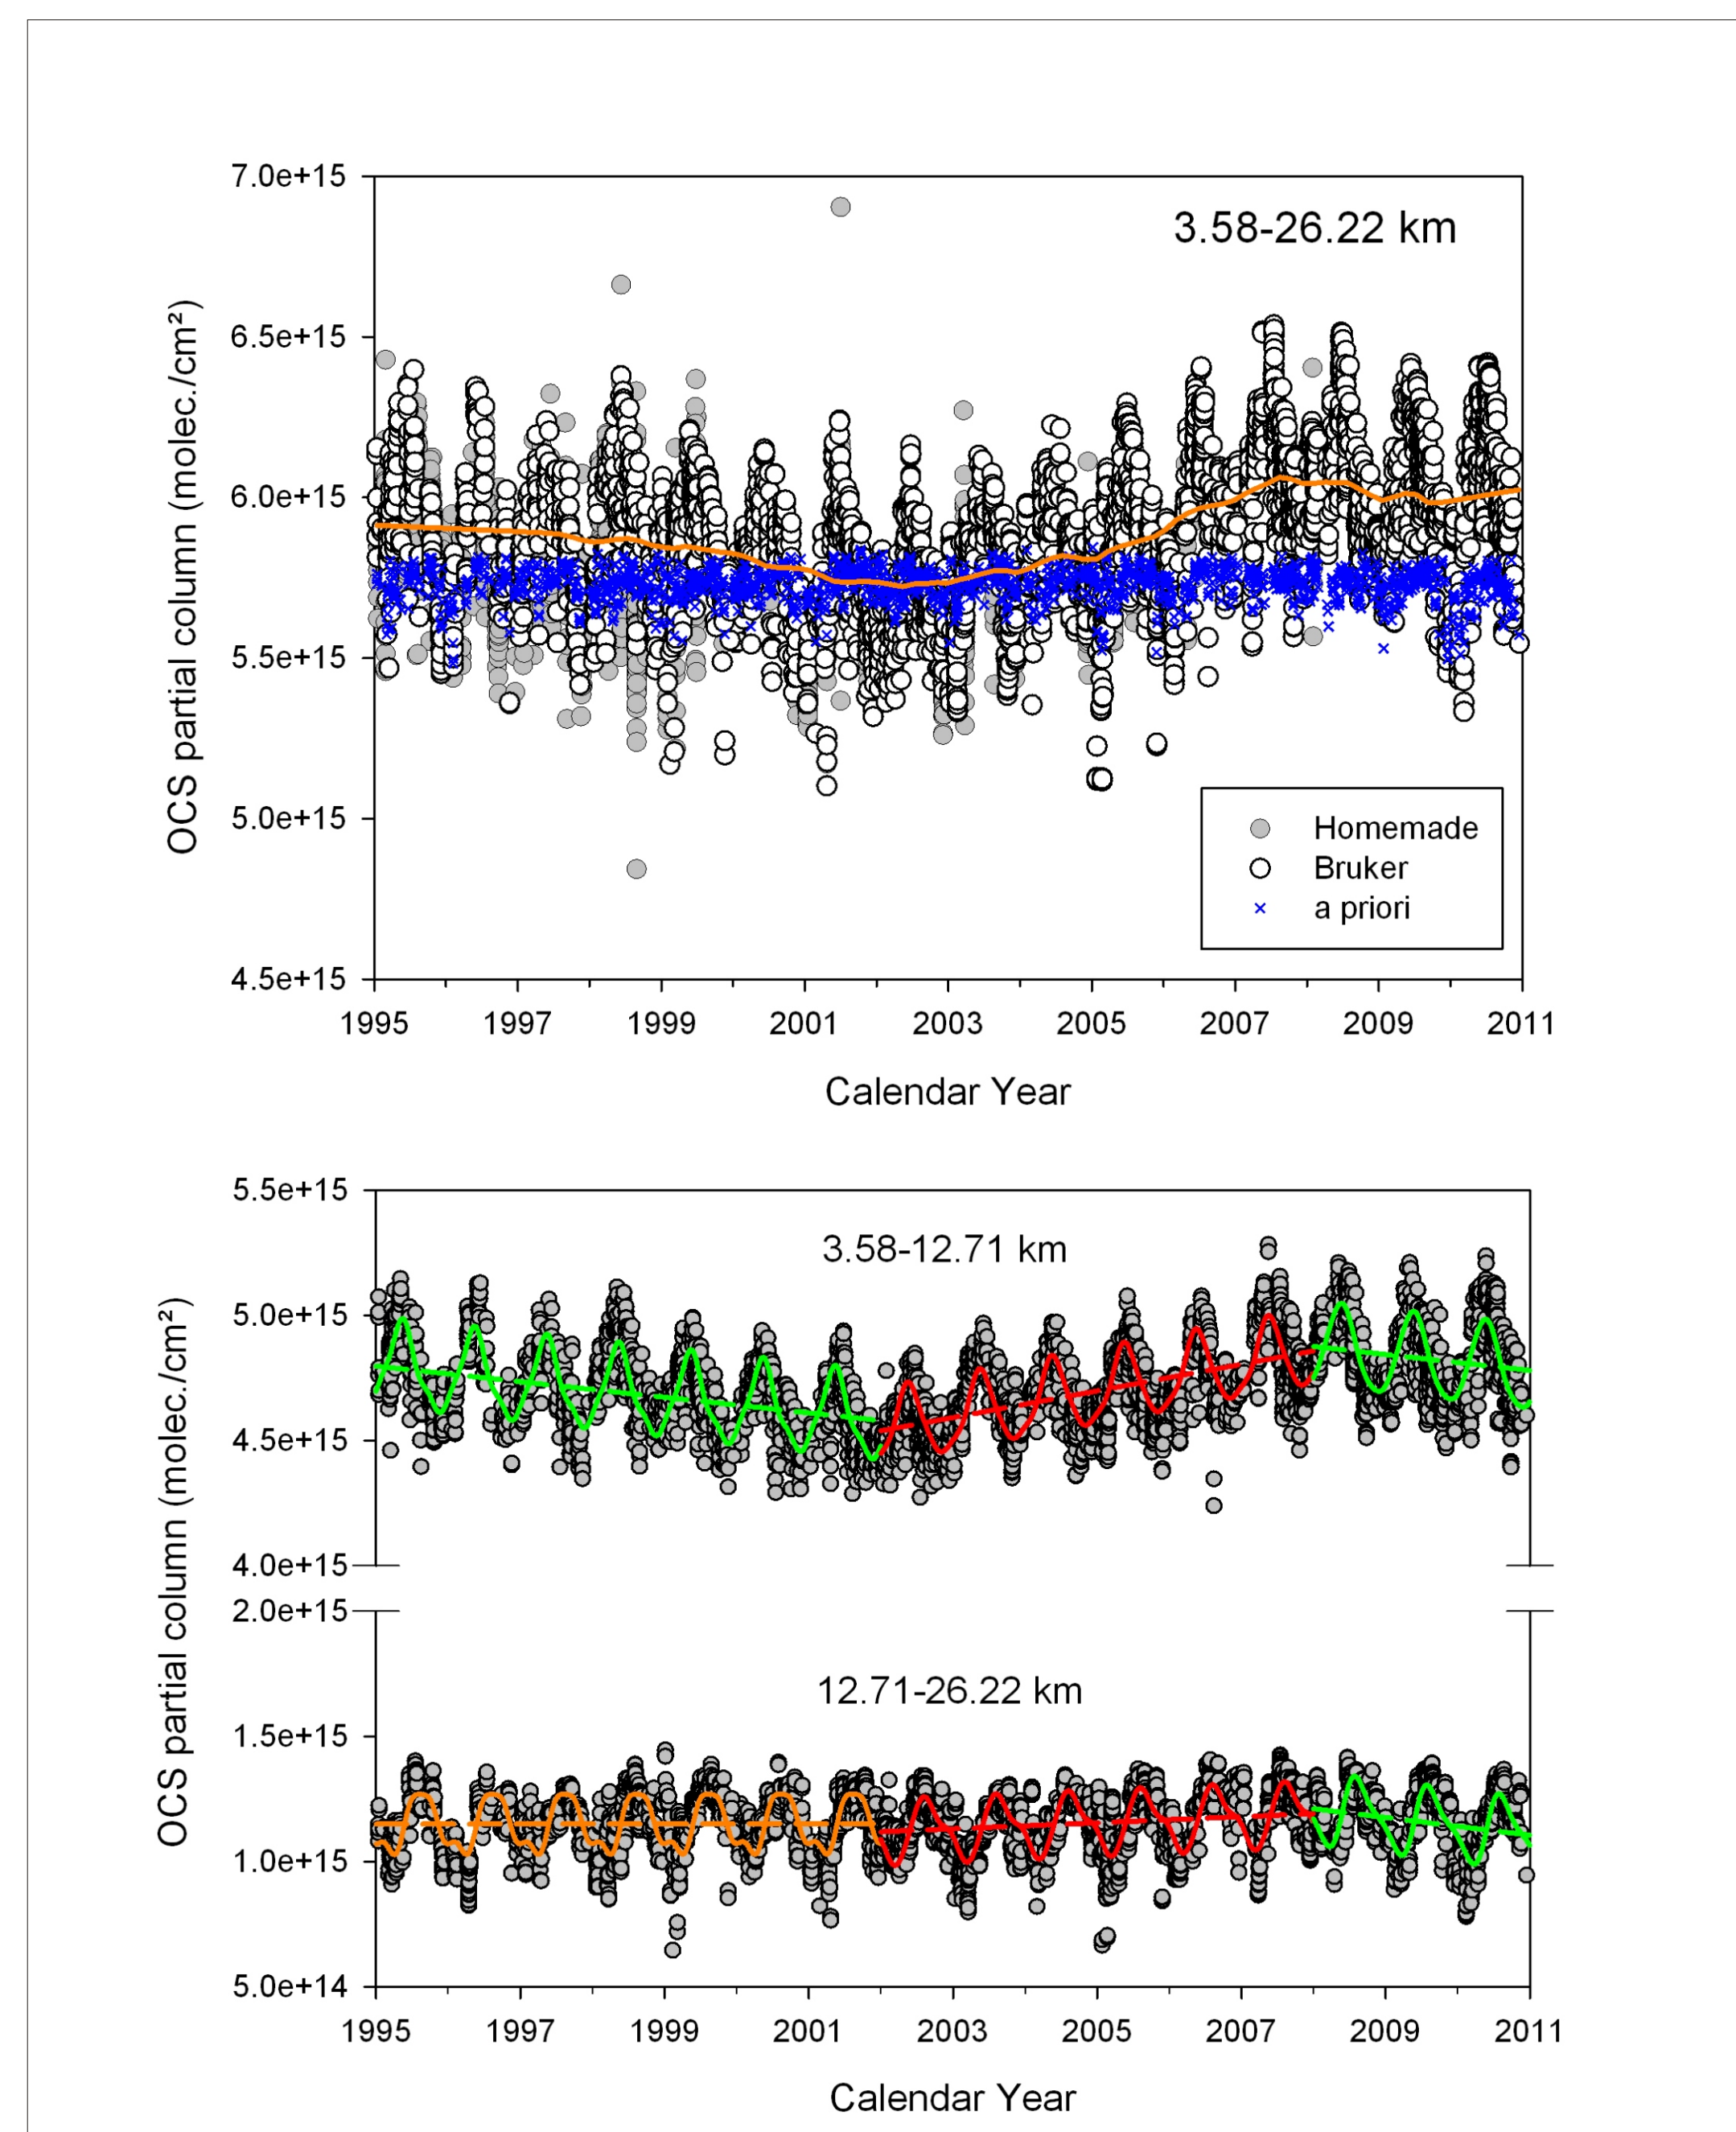 7.0e+15
3.58-26.22 km
6.5e+15
6.0e+15
5.5e+15
5.0e+15
4.5e+15
OCS partial column (molec./cm²)
Homemade
Bruker
a priori
1995 1997 1999 2001 2003 2005 2007 2009 2011
Calendar Year
5.5e+15
3.58-12.71 km
5.0e+15
4.5e+15
4.0e+15
2.0e+15
12.71-26.22 km
1.5e+15
1.0e+15
5.0e+14
OCS partial column (molec./cm²)
1995 1997 1999 2001 2003 2005 2007 2009 2011
Calendar Year